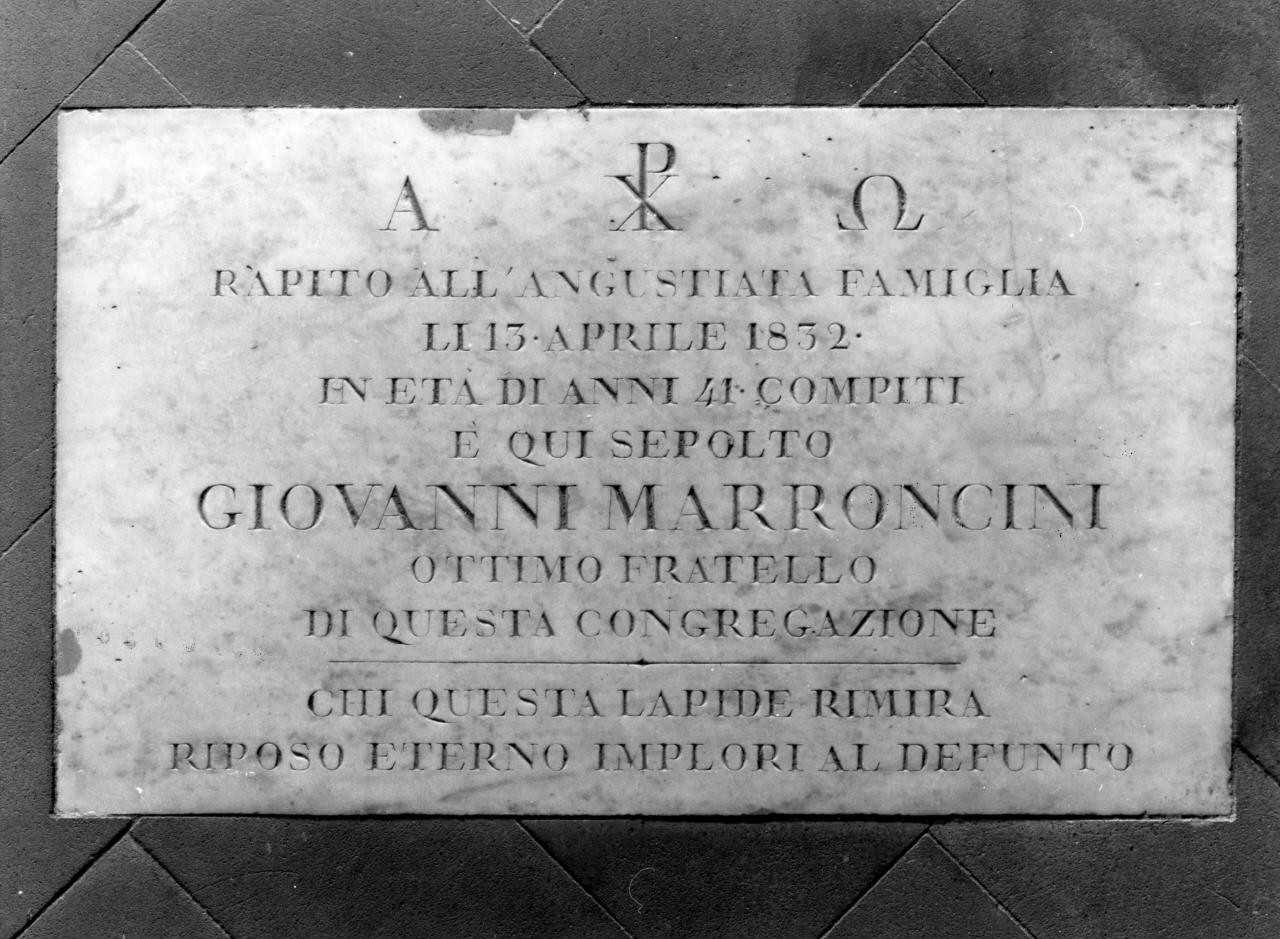 Α ☧ Ω
RAPITO ALL'ANGUSTIATA FAMIGLIA
LI 13·APRILE 1832·
IN ETÀ DI ANNI 41·COMPITI
È QUI SEPOLTO
GIOVANNI MARRONCINI
OTTIMO FRATELLO
DI QUESTA CONGREGAZIONE
CHI QUESTA LAPIDE RIMIRA
RIPOSO ETERNO IMPLORI AL DEFUNTO